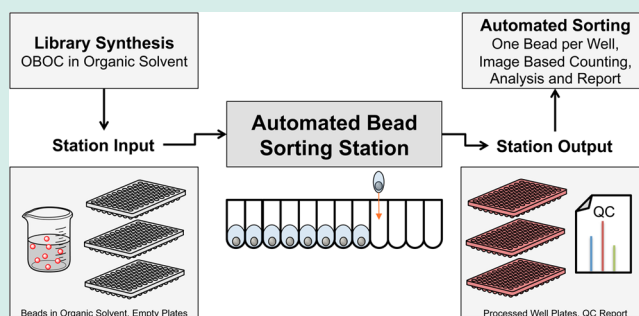 Library Synthesis
OBOC in Organic Solvent
Station Input
Beads in Organic Solvent, Empty Plates
Automated Bead
Sorting Station
Automated Sorting
One Bead per Well,
Image Based Counting,
Analysis and Report
Station Output
QC
Processed Well Plates, QC Report